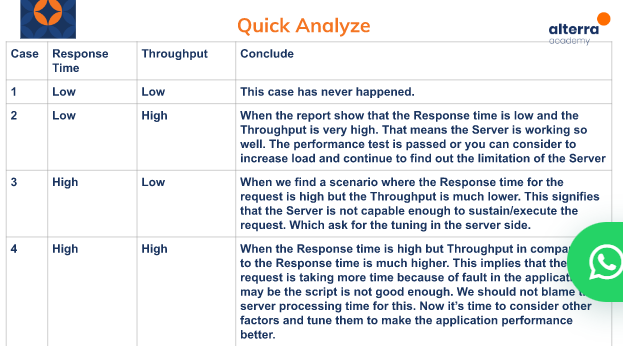 Quick Analyze
alterra
academy
Case Response Time Throughput Conclude
1 Low Low This case has never happened.
2 Low High When the report show that the Response time is low and the
Throughput is very high. That means the Server is working so
well. The performance test is passed or you can consider to
increase load and continue to find out the limitation of the Server
3 High Low When we find a scenario where the Response time for the
request is high but the Throughput is much lower. This signifies
that the Server is not capable enough to sustain/execute the
request. Which ask for the tuning in the server side.
4 High High When the Response time is high but Throughput in
to the Response time is much higher. This implies that the
request is taking more time because of fault in the
may be the script is not good enough. We should not blame
server processing time for this. Now it's time to consider other
factors and tune them to make the application performance
better.